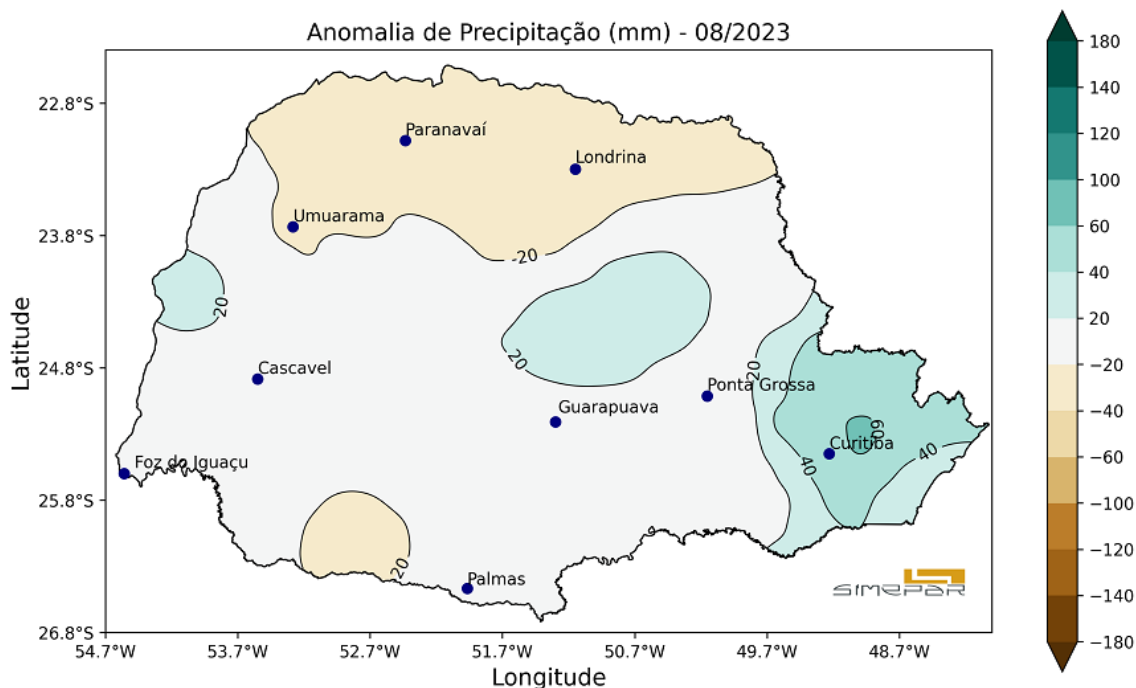 Anomalia de Precipitação (mm) - 08/2023
Latitude
22.8°S
23.8°S
24.8°S
25.8°S
26.8°S
Paranavaí
Londrina
Umuarama
-20
20
20
20
Cascavel
Ponta Grossa
Guarapuava
60
Curitiba
40
40
Foz do Iguaçu
-20
Palmas
SIMEPAR
54.7°W
53.7°W
52.7°W
51.7°W
50.7°W
49.7°W
48.7°W
Longitude
180
140
120
100
60
40
20
−20
−40
−60
−100
−120
−140
−180